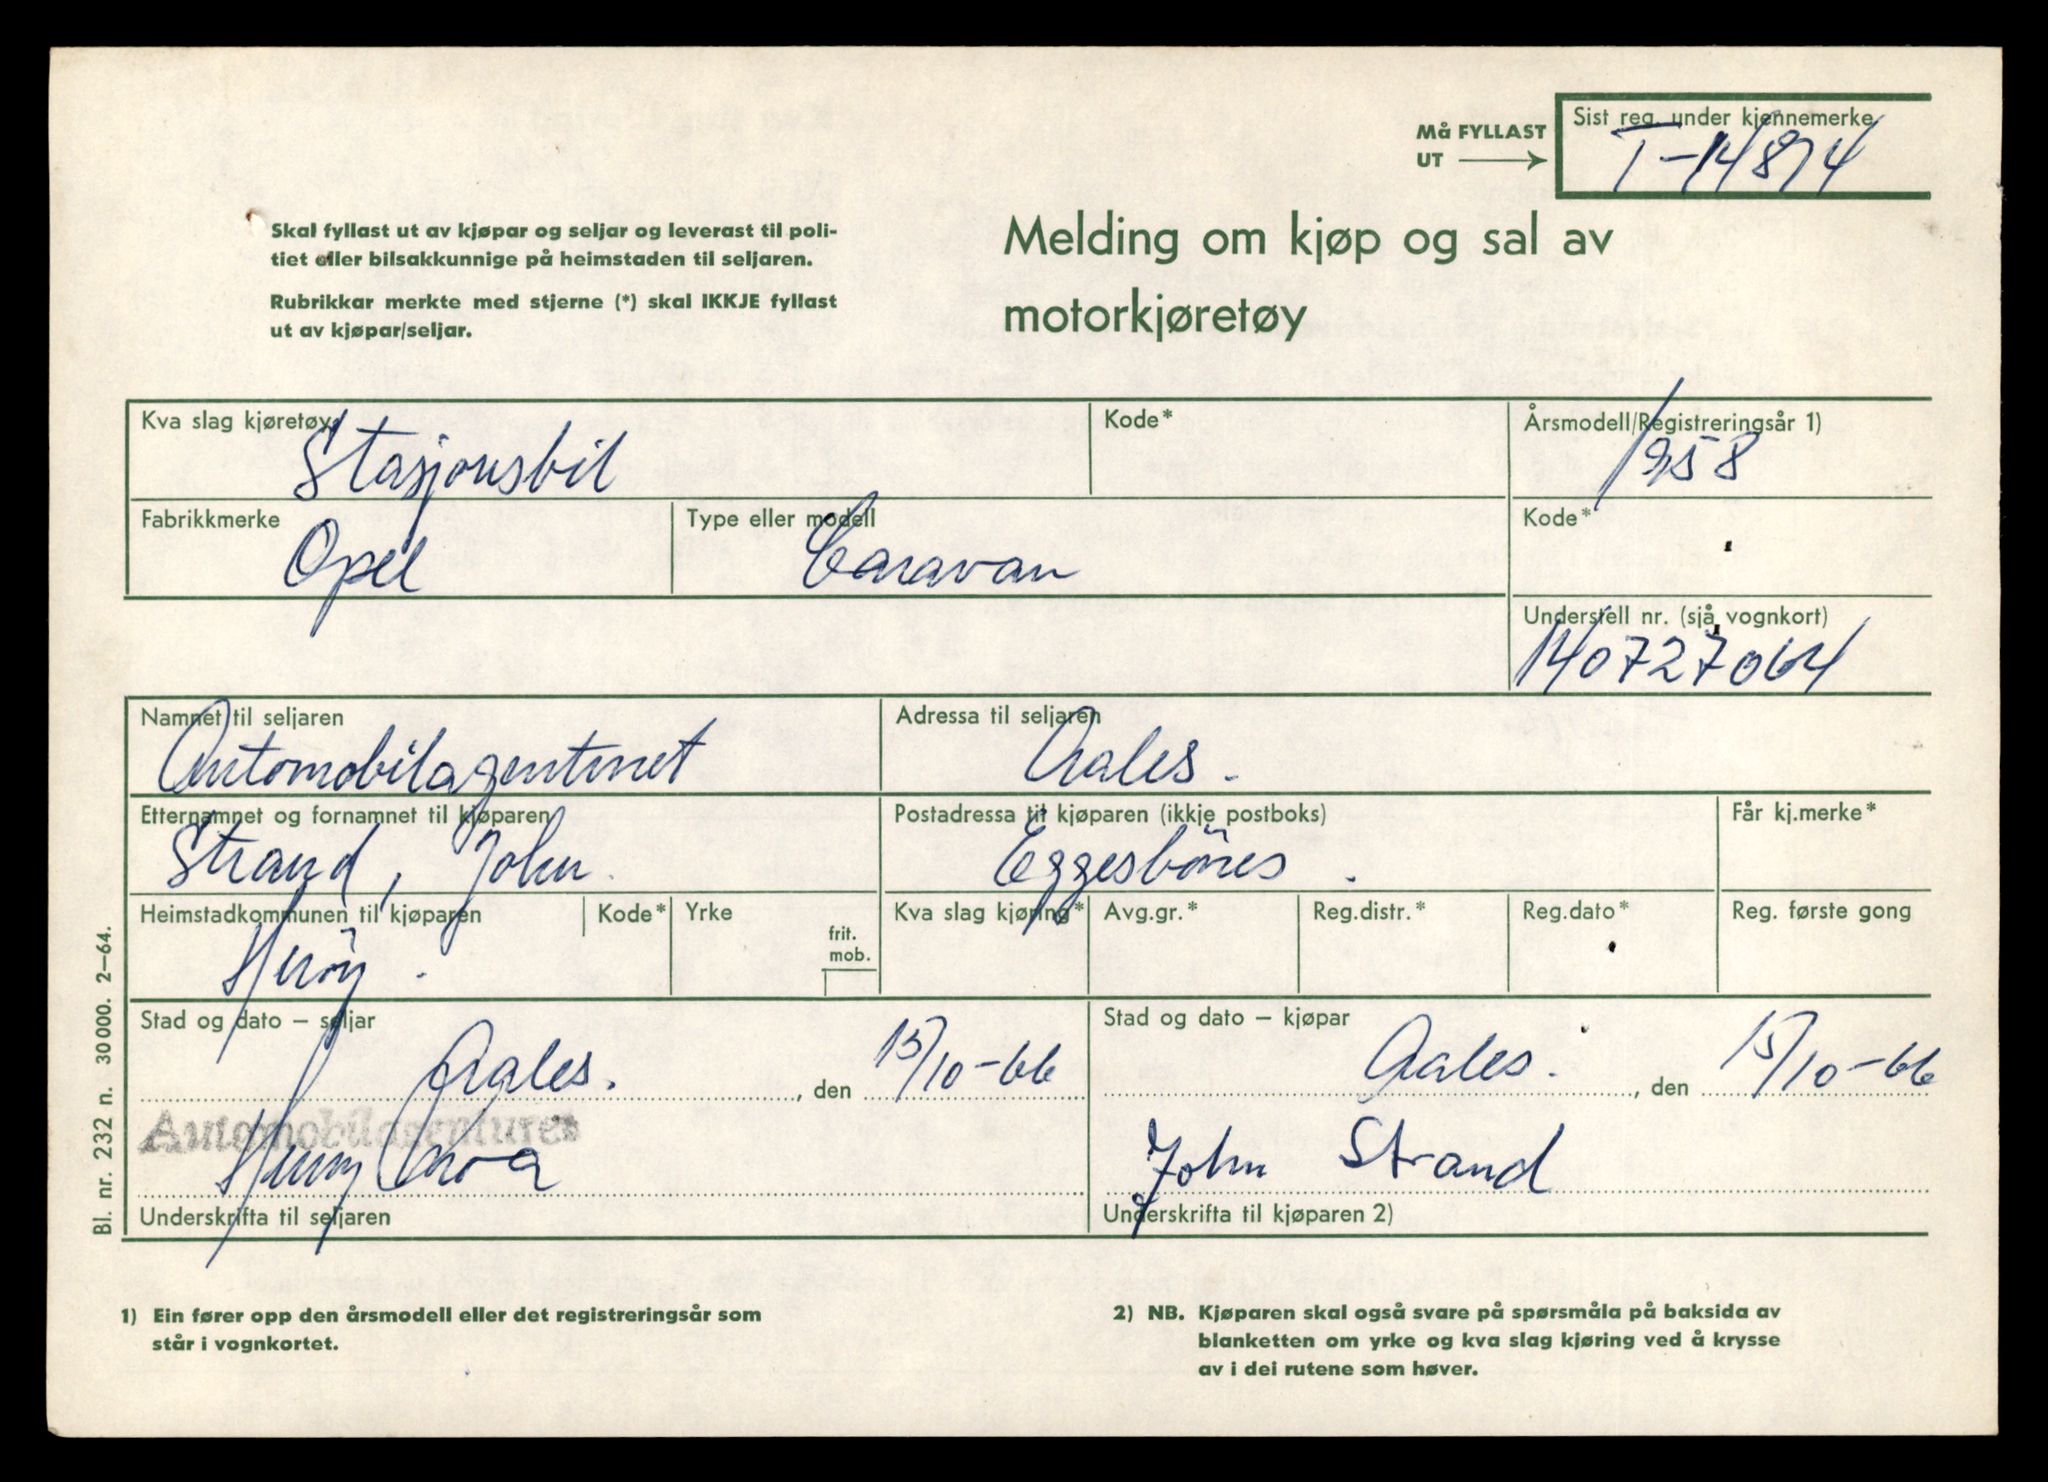 Må FYLLAST
UT
Sist reg. under kjennemerke
T-14874
Skal fyllast ut av kjøpar og seljar og leverast til poli-
tiet eller bilsakkunnige på heimstaden til seljaren.
Rubrikkar merkte med stjerne (*) skal IKKJE fyllast
ut av kjøpar/seljar.
Melding om kjøp og sal av
motorkjøretøy
Kva slag kjøretøy
Stasjonsbil
Kode*
Årsmodell/Registreringsår 1)
1958
Fabrikkmerke
Opel
Type eller modell
Caravan
Kode*
Understell nr. (sjå vognkort)
140727064
Namnet til seljaren
Automobilagenturet
Adressa til seljaren
Aales.
Etternamnet og fornamnet til kjøparen
Strand, John
Postadressa til kjøparen (ikkje postboks)
Eggesbönes.
Får kj.merke*
Heimstadkommunen til kjøparen
Heröy.
Kode*
Yrke
frit.
mob.
Kva slag kjøring*
Avg.gr.*
Reg.distr.*
Reg.dato*
Reg. første gong
Stad og dato – seljar
Aales., den 15/10-66
Automobilagenturet
Underskrifta til seljaren
Stad og dato – kjøpar
Aales., den 15/10-66
John Strand
Underskrifta til kjøparen 2)
Bl. nr. 232 n. 30000. 2–64.
1) Ein fører opp den årsmodell eller det registreringsår som
står i vognkortet.
2) NB. Kjøparen skal også svare på spørsmåla på baksida av
blanketten om yrke og kva slag kjøring ved å krysse
av i dei rutene som høver.